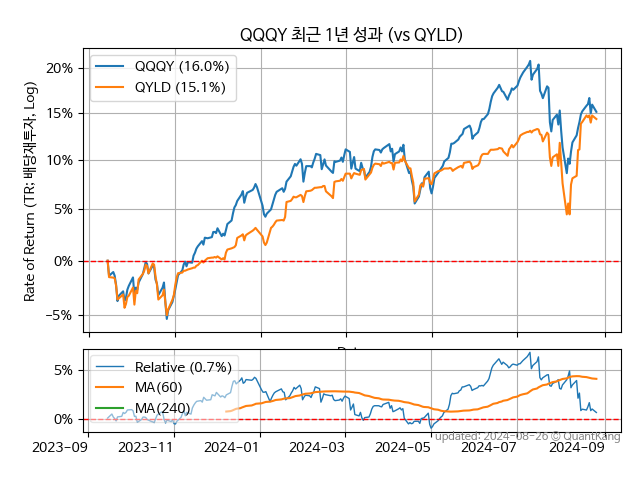 QQQY 최근 1년 성과 (vs QYLD)
Rate of Return (TR: 배당재투자, Log)
20%
15%
10%
5%
0%
−5%
QQQY (16.0%)
QYLD (15.1%)
5%
0%
Relative (0.7%)
MA(60)
MA(240)
2023-09 2023-11 2024-01 2024-03 2024-05 2024-07 2024-09
updated: 2024-08-26 © QuantKang